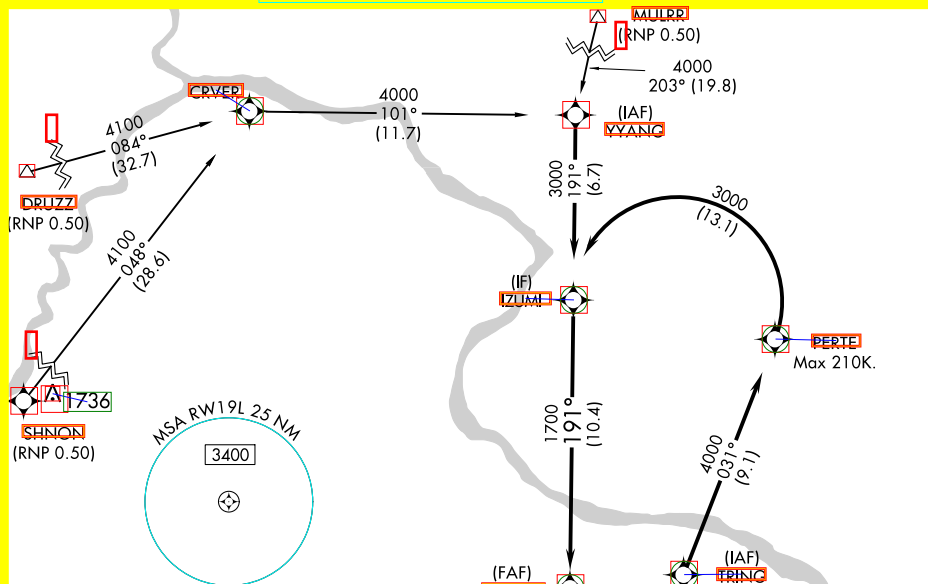 MULRR
(RNP 0.50)
4000
203° (19.8)
CRVER
4000
101°
(11.7)
(IAF)
YYANG
4100
084°
(32.7)
DRUZZ
(RNP 0.50)
3000
191°
(6.7)
3000
(13.1)
4100
048°
(28.6)
(IF)
IZUMI
PERTE
Max 210K.
1736
SHNON
(RNP 0.50)
MSA RW19L 25 NM
3400
1700
191°
(10.4)
4000
031°
(9.1)
(FAF)
(IAF)
TRING